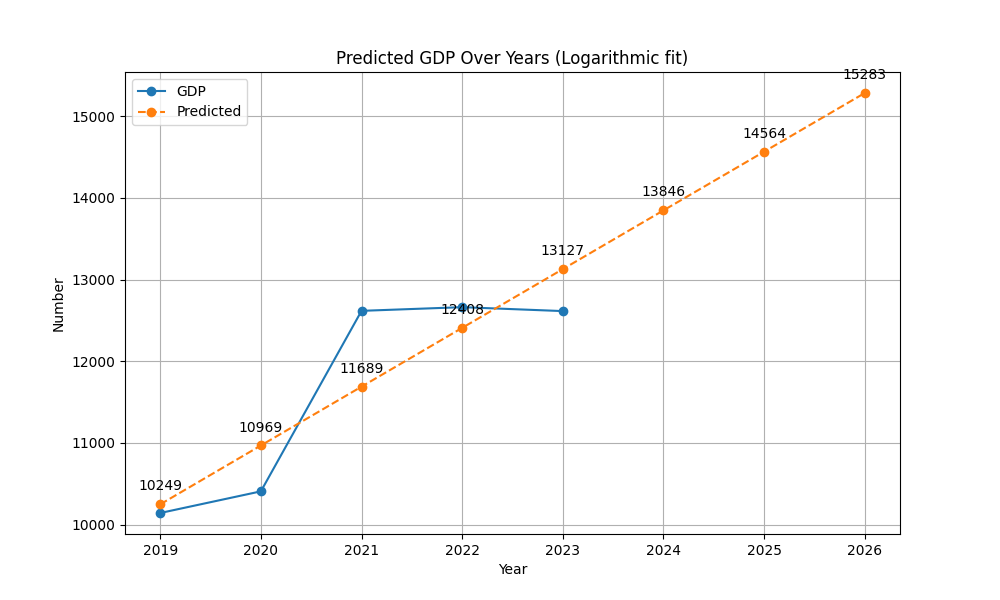 Predicted GDP Over Years (Logarithmic fit)
GDP
Predicted
15283
14564
13846
13127
12408
11689
10969
10249
15000
14000
13000
12000
11000
10000
Number
2019 2020 2021 2022 2023 2024 2025 2026
Year